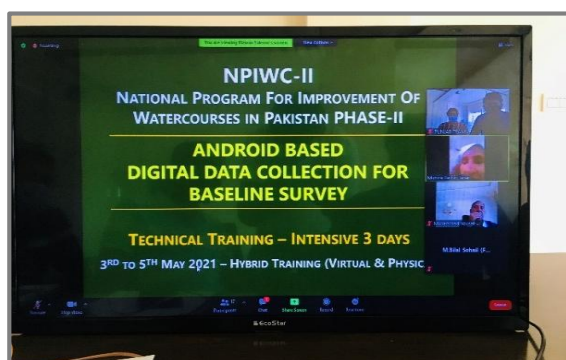 NPIWC-II
NATIONAL PROGRAM FOR IMPROVEMENT OF
WATERCOURSES IN PAKISTAN PHASE-II
ANDROID BASED
DIGITAL DATA COLLECTION FOR
BASELINE SURVEY
TECHNICAL TRAINING – INTENSIVE 3 DAYS
3RD TO 5TH MAY 2021 – HYBRID TRAINING (VIRTUAL & PHYSIC
M.Bilal Sohail (F...
EcoStar